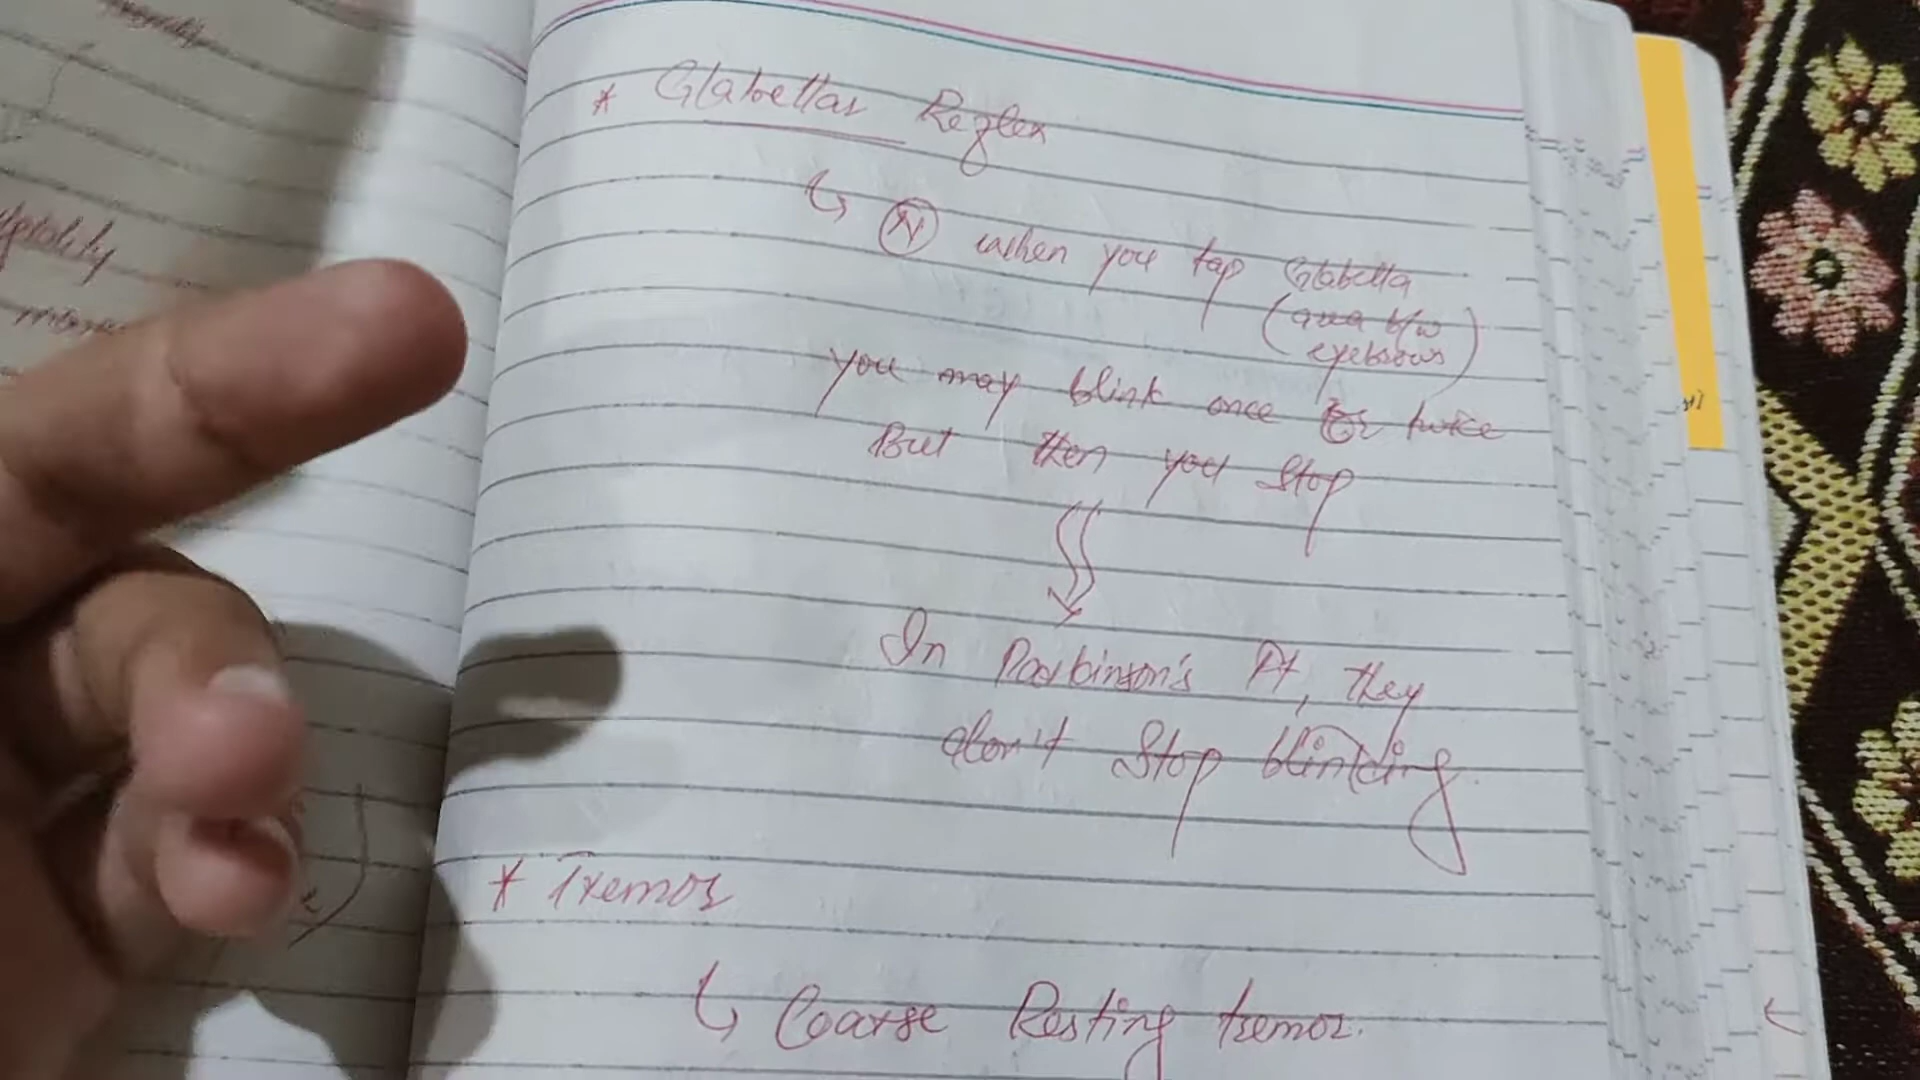 * Glabellar Reflex
↳ (N) when you tap Glabella
(area b/w
eyebrows)
you may blink once or twice
But then you stop
In Parkinson's Pt, they
don't stop blinking.
* Tremor
↳ Coarse Resting tremor.